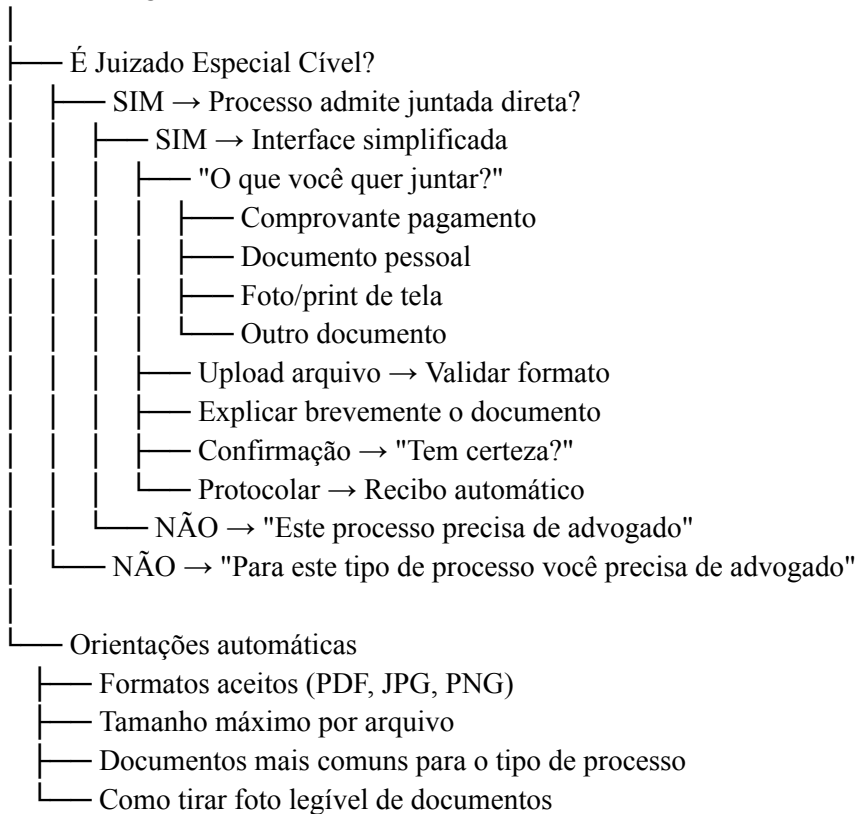 É Juizado Especial Cível?
SIM → Processo admite juntada direta?
SIM → Interface simplificada
"O que você quer juntar?"
Comprovante pagamento
Documento pessoal
Foto/print de tela
Outro documento
Upload arquivo → Validar formato
Explicar brevemente o documento
Confirmação → "Tem certeza?"
Protocolar → Recibo automático
NÃO → "Este processo precisa de advogado"
NÃO → "Para este tipo de processo você precisa de advogado"
Orientações automáticas
Formatos aceitos (PDF, JPG, PNG)
Tamanho máximo por arquivo
Documentos mais comuns para o tipo de processo
Como tirar foto legível de documentos